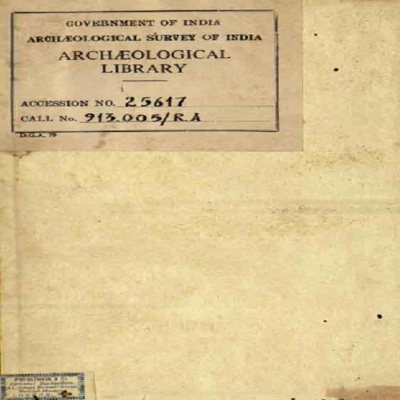 GOVERNMENT OF INDIA
ARCHÆOLOGICAL SURVEY OF INDIA
ARCHÆOLOGICAL
LIBRARY
ACCESSION NO. 25617
CALL No. 913.005/R.A
D.G.A. 79